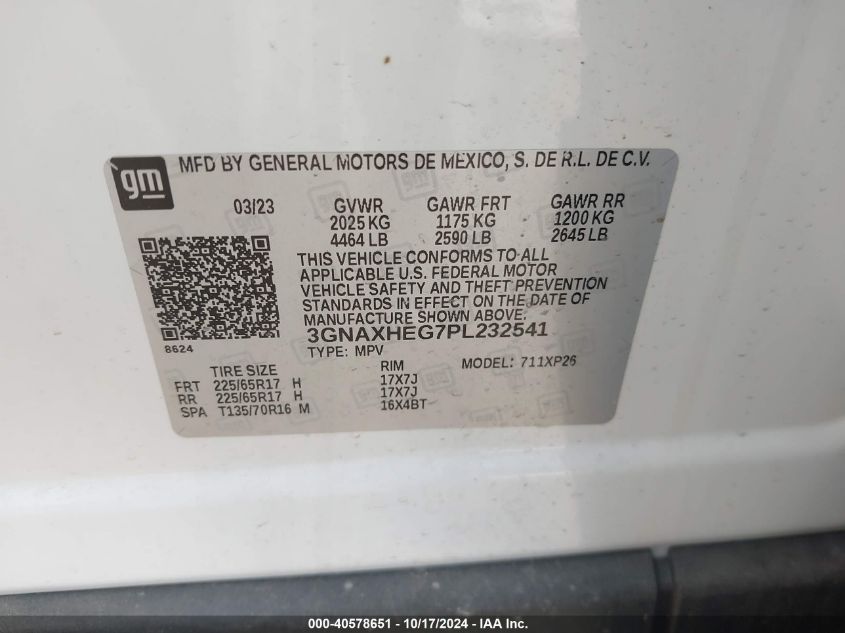 gm
MFD BY GENERAL MOTORS DE MEXICO, S. DE R.L. DE C.V.
03/23 GVWR GAWR FRT GAWR RR
2025 KG 1175 KG 1200 KG
4464 LB 2590 LB 2645 LB
THIS VEHICLE CONFORMS TO ALL
APPLICABLE U.S. FEDERAL MOTOR
VEHICLE SAFETY AND THEFT PREVENTION
STANDARDS IN EFFECT ON THE DATE OF
MANUFACTURE SHOWN ABOVE.
3GNAXHEG7PL232541
8624 TYPE: MPV MODEL: 711XP26
TIRE SIZE RIM
FRT 225/65R17 H 17X7J
RR 225/65R17 H 17X7J
SPA T135/70R16 M 16X4BT
000-40578651 / 10/17/2024 - IAA Inc.